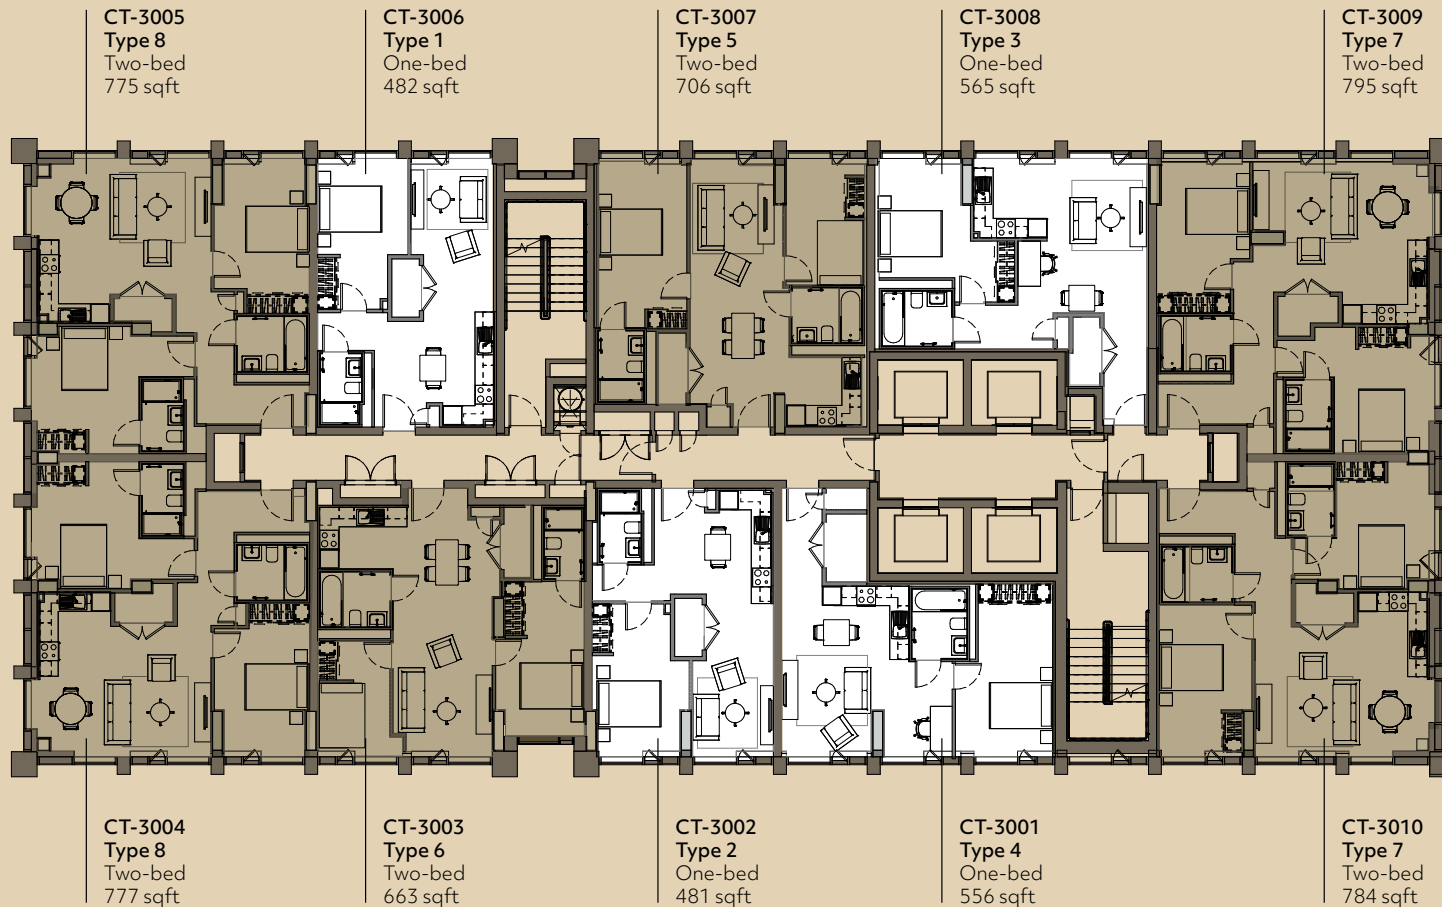 CT-3005
Type 8
Two-bed
775 sqft
CT-3006
Type 1
One-bed
482 sqft
CT-3007
Type 5
Two-bed
706 sqft
CT-3008
Type 3
One-bed
565 sqft
CT-3009
Type 7
Two-bed
795 sqft
CT-3004
Type 8
Two-bed
777 sqft
CT-3003
Type 6
Two-bed
663 sqft
CT-3002
Type 2
One-bed
481 sqft
CT-3001
Type 4
One-bed
556 sqft
CT-3010
Type 7
Two-bed
784 sqft